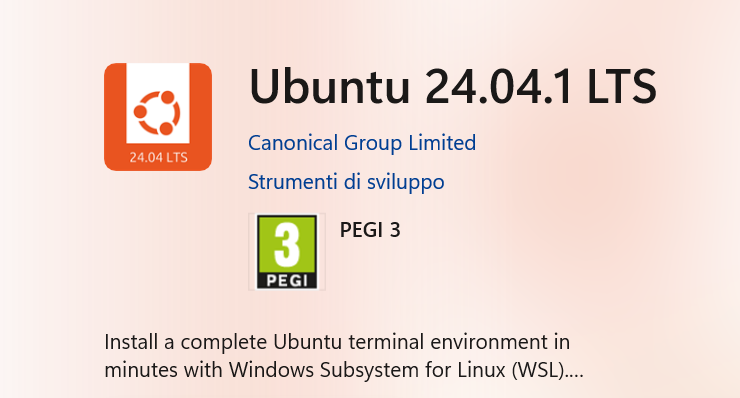 Ubuntu 24.04.1 LTS
24.04 LTS
Canonical Group Limited
Strumenti di sviluppo
3
PEGI
PEGI 3
Install a complete Ubuntu terminal environment in
minutes with Windows Subsystem for Linux (WSL)....